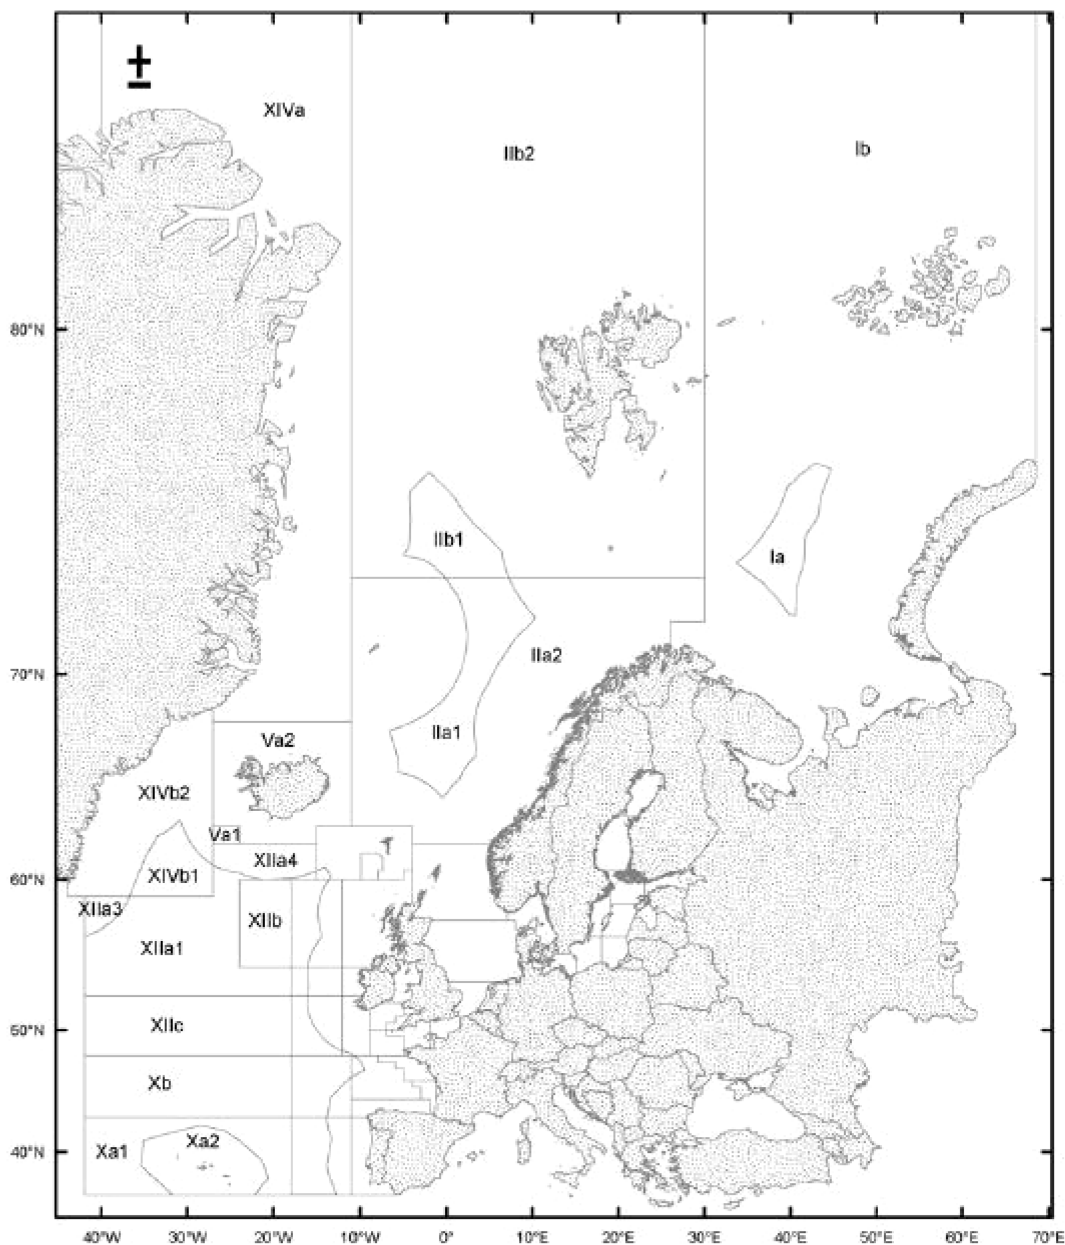 ±
XIVa
IIb2
Ib
80°N
IIb1
Ia
IIa2
70°N
IIa1
Va2
XIVb2
Va1
XIIa4
XIVb1
60°N
XIIa3
XIIb
XIIa1
XIIc
50°N
Xb
Xa2
Xa1
40°N
40°W 30°W 20°W 10°W 0° 10°E 20°E 30°E 40°E 50°E 60°E 70°E